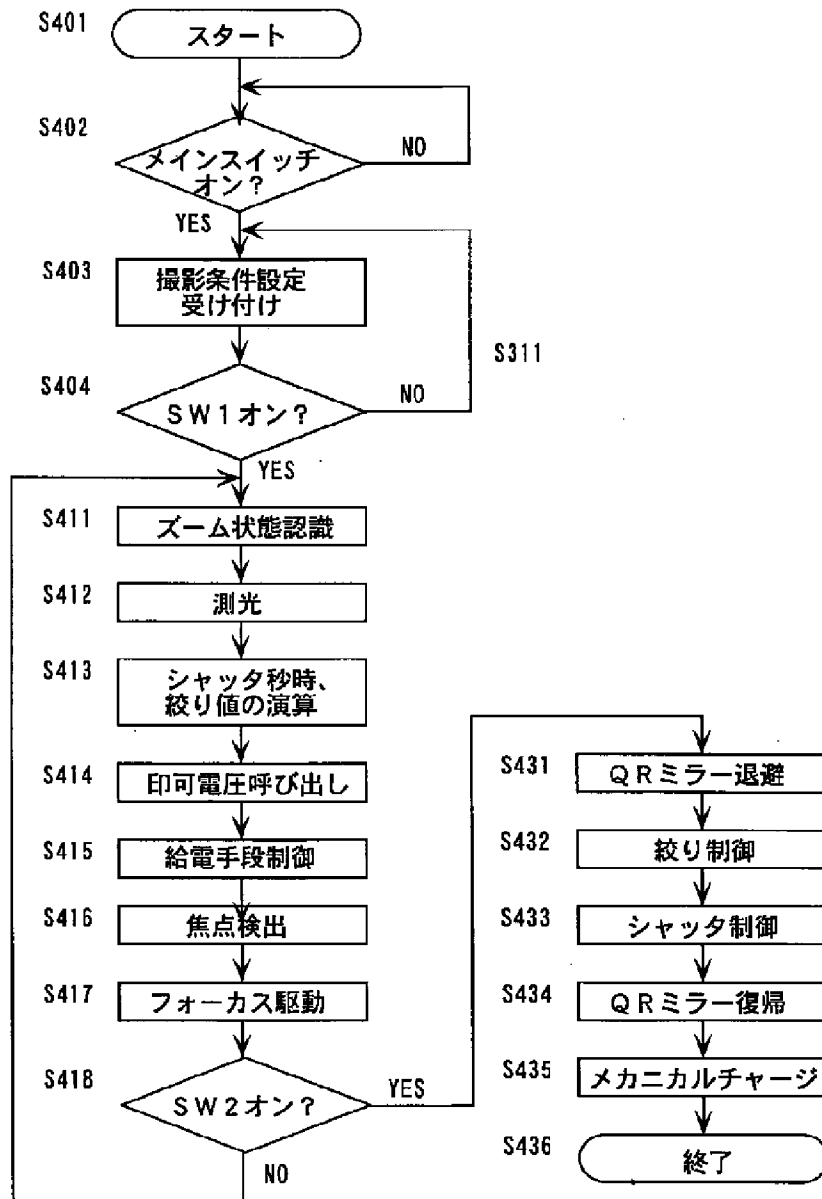 S401
スタート
S402
メインスイッチ
オン?
NO
YES
S403
撮影条件設定
受け付け
S311
S404
SW1オン?
NO
YES
S411
ズーム状態認識
S412
測光
S413
シャッタ秒時、
絞り値の演算
S414
印可電圧呼び出し
S415
給電手段制御
S416
焦点検出
S417
フォーカス駆動
S418
SW2オン?
YES
NO
S431
QRミラー退避
S432
絞り制御
S433
シャッタ制御
S434
QRミラー復帰
S435
メカニカルチャージ
S436
終了